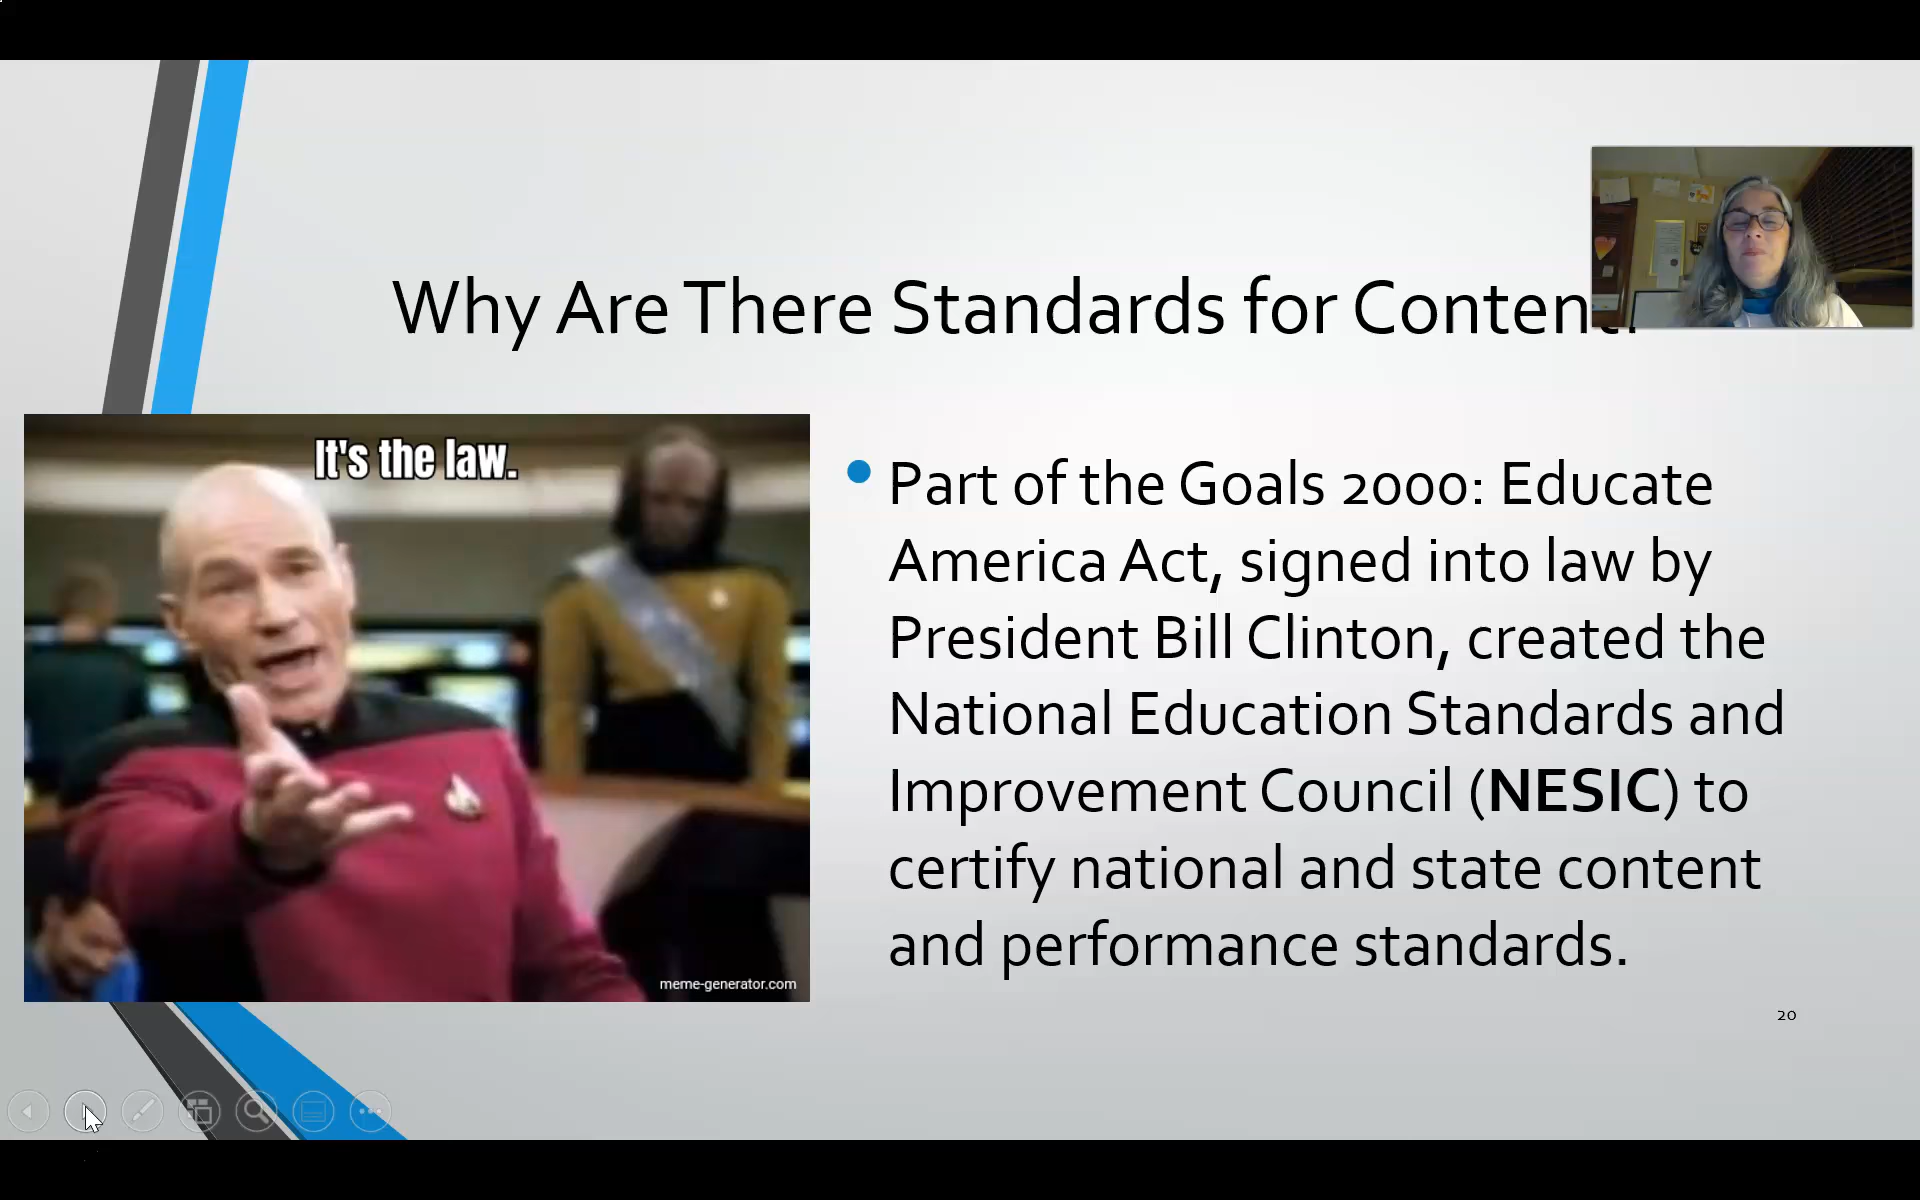 Why Are There Standards for Content
It's the law.
Part of the Goals 2000: Educate
America Act, signed into law by
President Bill Clinton, created the
National Education Standards and
Improvement Council (NESIC) to
certify national and state content
and performance standards.
meme-generator.com
20